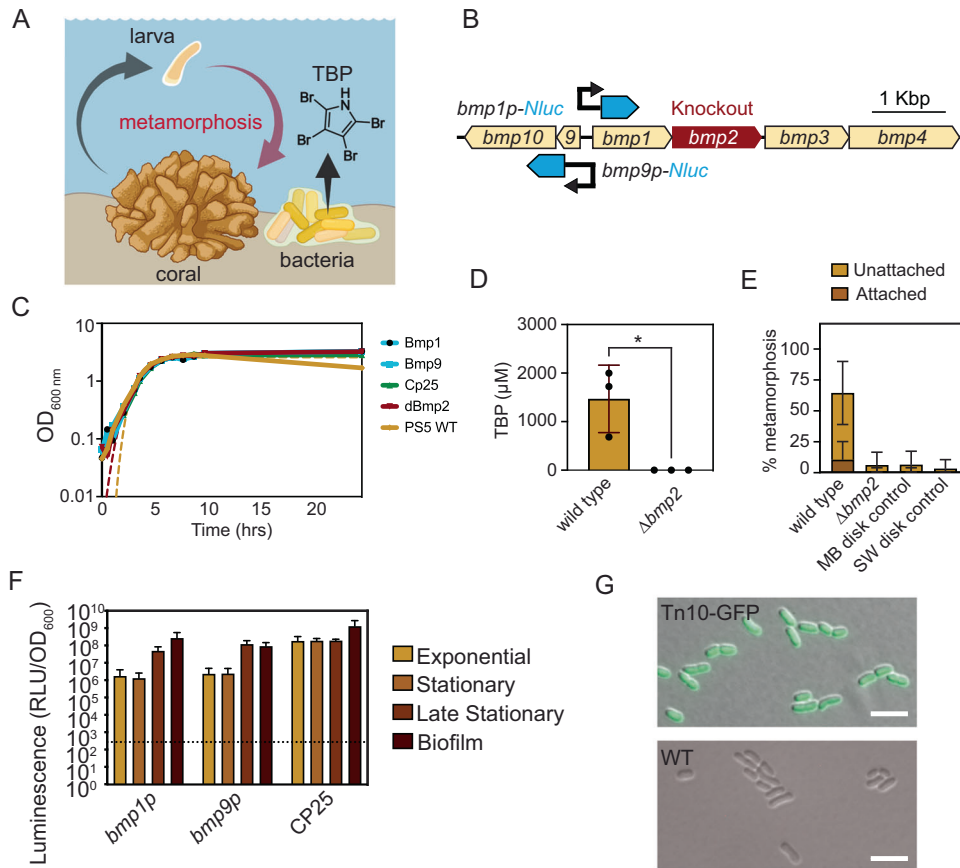 A
larva
TBP
H
N
Br
Br
Br
Br
metamorphosis
coral
bacteria
B
bmp1p-Nluc
Knockout
1 Kbp
bmp10
9
bmp1
bmp2
bmp3
bmp4
bmp9p-Nluc
C
OD600 nm
10
1
0.1
0.01
0
5
10
15
20
Time (hrs)
Bmp1
Bmp9
Cp25
dBmp2
PS5 WT
D
TBP (µM)
3000
2000
1000
0
*
wild type
Δbmp2
E
Unattached
Attached
% metamorphosis
100
75
50
25
0
wild type
Δbmp2
MB disk control
SW disk control
F
Luminescence (RLU/OD600)
10^10
10^9
10^8
10^7
10^6
10^5
10^4
10^3
10^2
10^1
10^0
bmp1p
bmp9p
CP25
Exponential
Stationary
Late Stationary
Biofilm
G
Tn10-GFP
WT